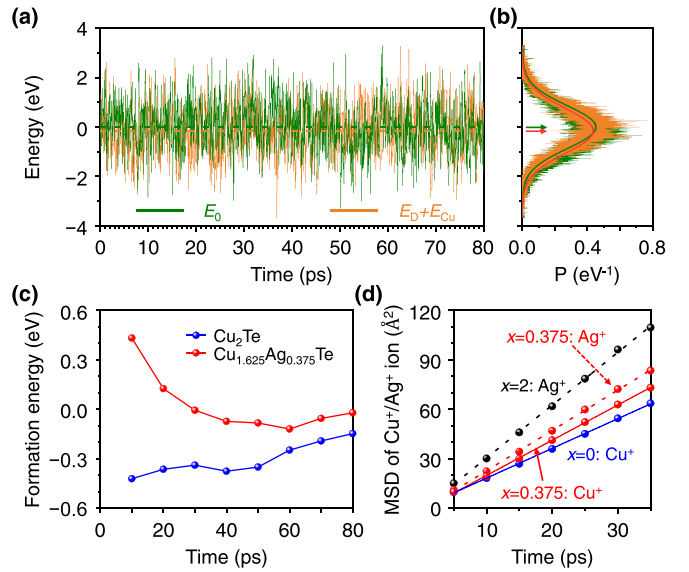 (a)
(b)
4
2
0
−2
−4
Energy (eV)
E0
ED+ECu
0 10 20 30 40 50 60 70 80
Time (ps)
0.0 0.4 0.8
P (eV-1)
(c)
(d)
0.6
0.3
0.0
−0.3
−0.6
Formation energy (eV)
Cu2Te
Cu1.625Ag0.375Te
0 20 40 60 80
Time (ps)
120
90
60
30
0
MSD of Cu+/Ag+ ion (Å2)
x=0.375: Ag+
x=2: Ag+
x=0: Cu+
x=0.375: Cu+
10 20 30
Time (ps)